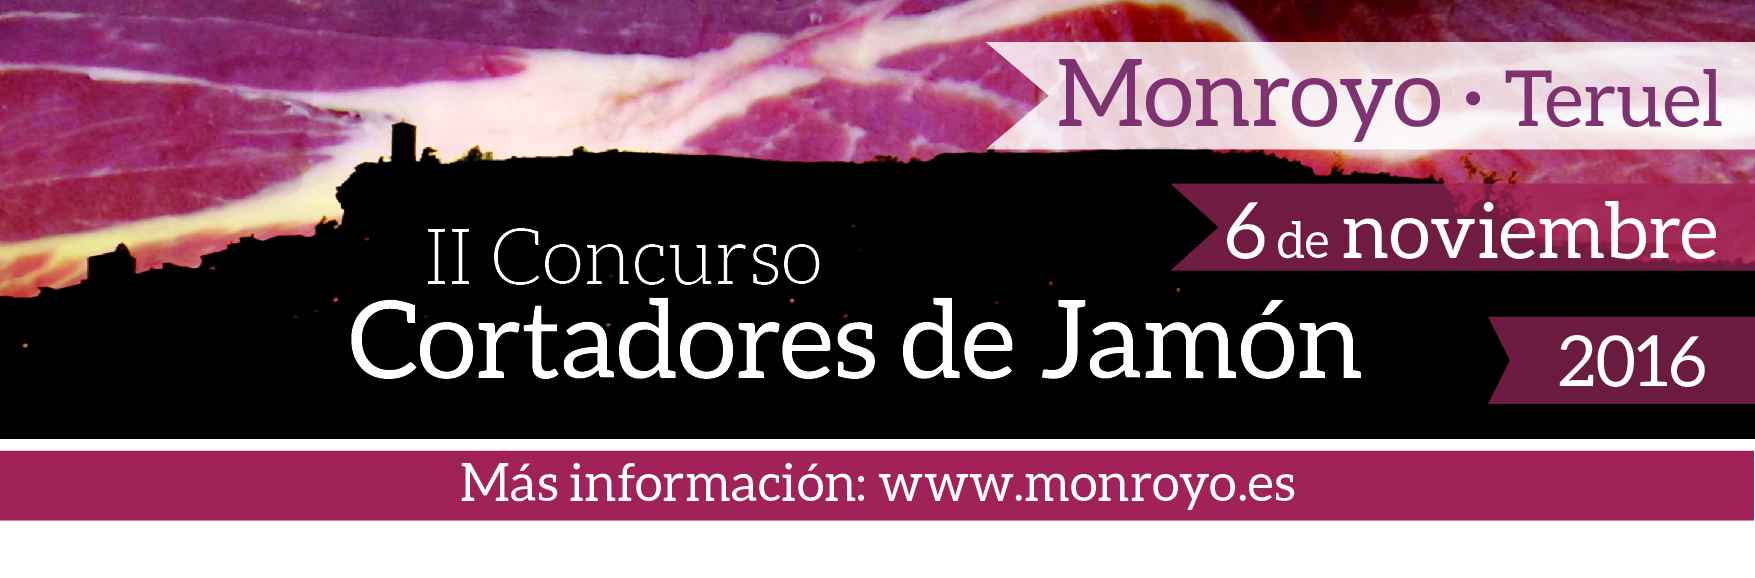 Monroyo · Teruel
6 de noviembre
II Concurso
Cortadores de Jamón
2016
Más información: www.monroyo.es